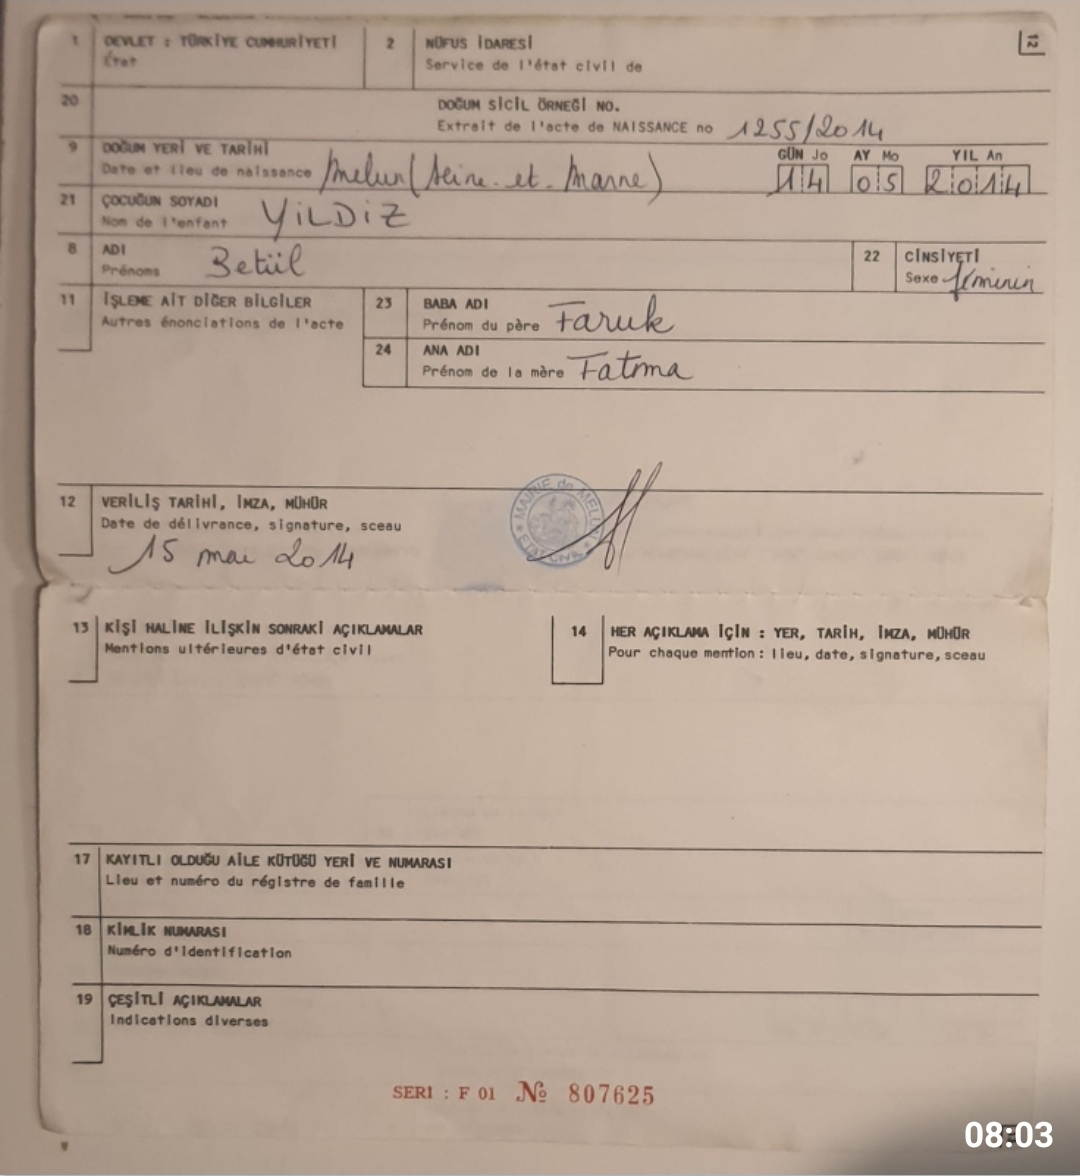 1 DEVLET : TÜRKİYE CUMHURİYETİ
État
2 NÜFUS İDARESİ
Service de l'état civil de
12
20 DOĞUM SİCİL ÖRNEĞİ NO.
Extrait de l'acte de NAISSANCE no 1255/2014
9 DOĞUM YERİ VE TARİHİ
Date et lieu de naissance Melun (Seine-et-Marne)
GÜN Jo AY Mo YIL An
14 05 2014
21 ÇOCUĞUN SOYADI
Nom de l'enfant YiLDiZ
8 ADI
Prénoms Betül
22 CİNSİYETİ
Sexe féminin
11 İŞLEME AİT DİĞER BİLGİLER
Autres énonciations de l'acte
23 BABA ADI
Prénom du père Faruk
24 ANA ADI
Prénom de la mère Fatma
12 VERİLİŞ TARİHİ, İMZA, MÜHÜR
Date de délivrance, signature, sceau
15 mai 2014
MAIRIE de MELUN
ETAT CIVIL
13 KİŞİ HALİNE İLİŞKİN SONRAKİ AÇIKLAMALAR
Mentions ultérieures d'état civil
14 HER AÇIKLAMA İÇİN : YER, TARİH, İMZA, MÜHÜR
Pour chaque mention : lieu, date, signature, sceau
17 KAYITLI OLDUĞU AİLE KÜTÜĞÜ YERİ VE NUMARASI
Lieu et numéro du régistre de famille
18 KİMLİK NUMARASI
Numéro d'identification
19 ÇEŞİTLİ AÇIKLAMALAR
Indications diverses
SERI : F 01 № 807625
08:03